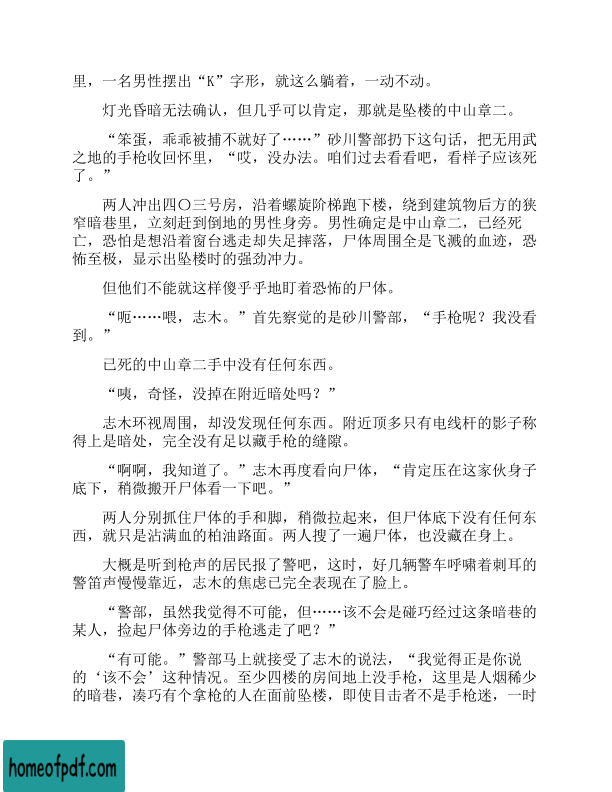 里，一名男性摆出“K”字形，就这么躺着，一动不动。
灯光昏暗无法确认，但几乎可以肯定，那就是坠楼的中山章二。
“笨蛋，乖乖被捕不就好了……”砂川警部扔下这句话，把无用武
之地的手枪收回怀里，“哎，没办法。咱们过去看看吧，看样子应该死
了。”
两人冲出四〇三号房，沿着螺旋阶梯跑下楼，绕到建筑物后方的狭
窄暗巷里，立刻赶到倒地的男性身旁。男性确定是中山章二，已经死
亡，恐怕是想沿着窗台逃走却失足摔落，尸体周围全是飞溅的血迹，恐
怖至极，显示出坠楼时的强劲冲力。
但他们不能就这样傻乎乎地盯着恐怖的尸体。
“呃……喂，志木。”首先察觉的是砂川警部，“手枪呢？我没看
到。”
已死的中山章二手中没有任何东西。
“咦，奇怪，没掉在附近暗处吗？”
志木环视周围，却没发现任何东西。附近顶多只有电线杆的影子称
得上是暗处，完全没有足以藏手枪的缝隙。
“啊啊，我知道了。”志木再度看向尸体，“肯定压在这家伙身子
底下，稍微搬开尸体看一下吧。”
两人分别抓住尸体的手和脚，稍微拉起来，但尸体底下没有任何东
西，就只是沾满血的柏油路面。两人搜了一遍尸体，也没藏在身上。
大概是听到枪声的居民报了警吧，这时，好几辆警车呼啸着刺耳的
警笛声慢慢靠近，志木的焦虑已完全表现在了脸上。
“警部，虽然我觉得不可能，但……该不会是碰巧经过这条暗巷的
某人，捡起尸体旁边的手枪逃走了吧？”
“有可能。”警部马上就接受了志木的说法，“我觉得正是你说
的‘该不会’这种情况。至少四楼的房间地上没手枪，这里是人烟稀少
的暗巷，凑巧有个拿枪的人在面前坠楼，即使目击者不是手枪迷，一时
homeofpdf.com